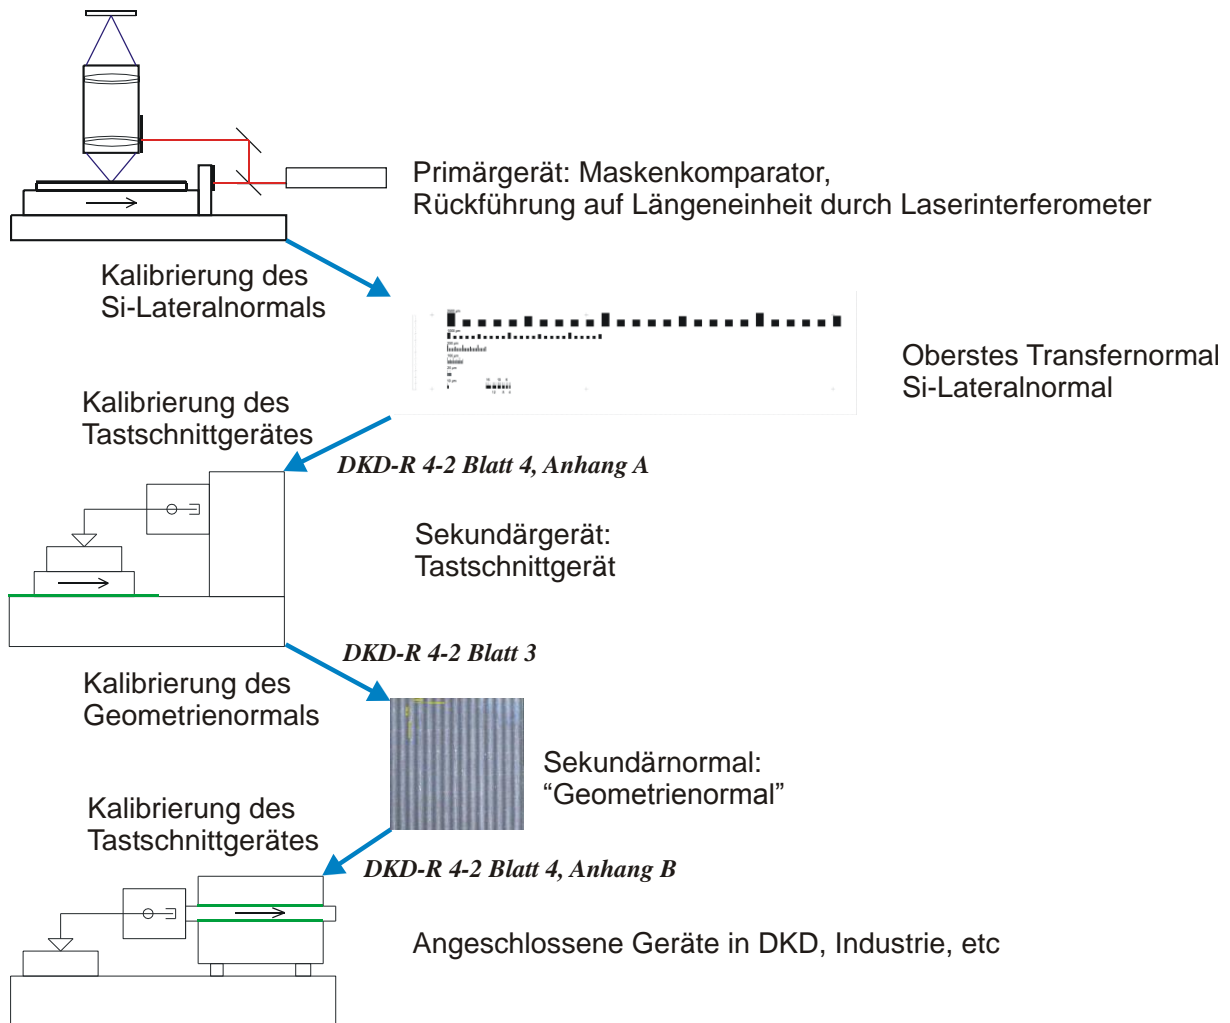 Primärgerät: Maskenkomparator,
Rückführung auf Längeneinheit durch Laserinterferometer
Kalibrierung des
Si-Lateralnormals
Oberstes Transfernormal
Si-Lateralnormal
Kalibrierung des
Tastschnittgerätes
DKD-R 4-2 Blatt 4, Anhang A
Sekundärgerät:
Tastschnittgerät
DKD-R 4-2 Blatt 3
Kalibrierung des
Geometrienormals
Sekundärnormal:
“Geometrienormal”
Kalibrierung des
Tastschnittgerätes
DKD-R 4-2 Blatt 4, Anhang B
Angeschlossene Geräte in DKD, Industrie, etc